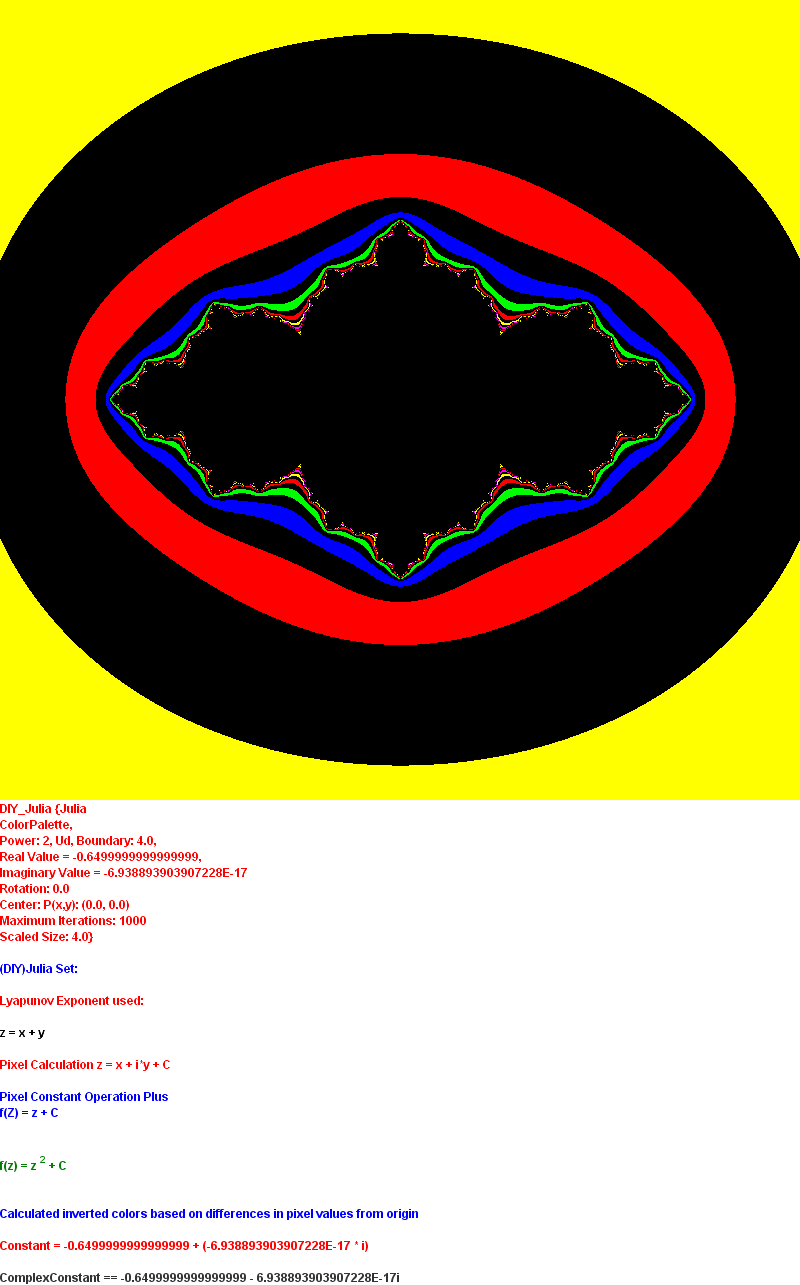 DIY_Julia {Julia
ColorPalette,
Power: 2, Ud, Boundary: 4.0,
Real Value = -0.6499999999999999,
Imaginary Value = -6.938893903907228E-17
Rotation: 0.0
Center: P(x,y): (0.0, 0.0)
Maximum Iterations: 1000
Scaled Size: 4.0}
(DIY)Julia Set:
Lyapunov Exponent used:
z = x + y
Pixel Calculation z = x + i*y + C
Pixel Constant Operation Plus
f(Z) = z + C
f(z) = z 2 + C
Calculated inverted colors based on differences in pixel values from origin
Constant = -0.6499999999999999 + (-6.938893903907228E-17 * i)
ComplexConstant == -0.6499999999999999 - 6.938893903907228E-17i